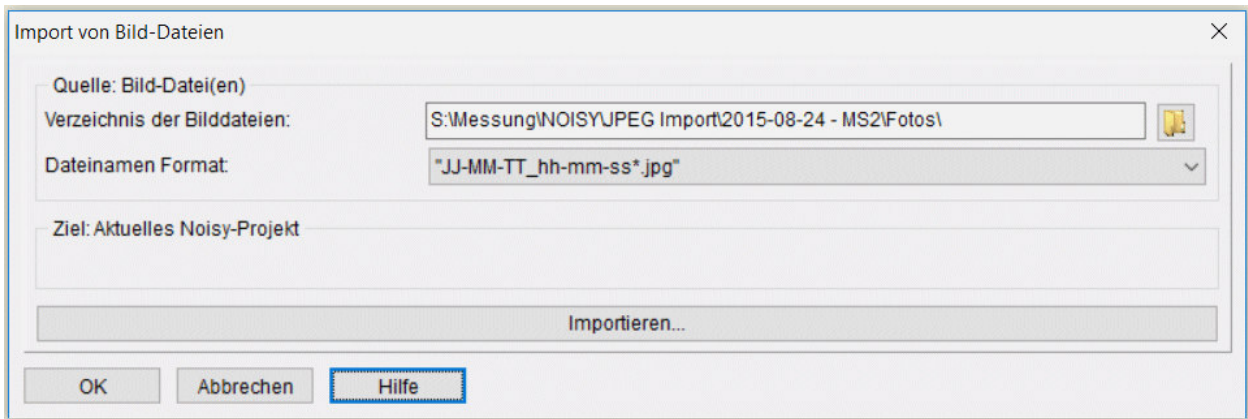 Import von Bild-Dateien
Quelle: Bild-Datei(en)
Verzeichnis der Bilddateien: S:\Messung\NOISY\JPEG Import\2015-08-24 - MS2\Fotos\
Dateinamen Format: "JJ-MM-TT_hh-mm-ss*.jpg"
Ziel: Aktuelles Noisy-Projekt
Importieren...
OK Abbrechen Hilfe